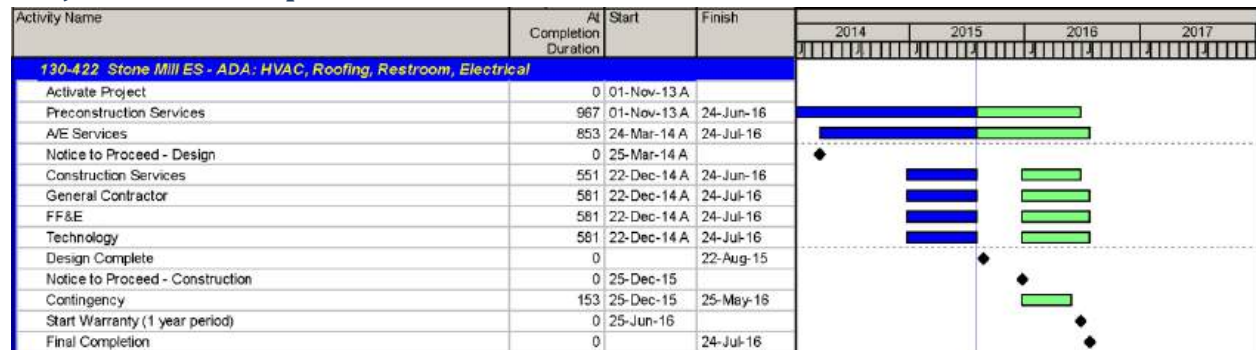 Activity Name At Completion Duration Start Finish 2014 2015 2016 2017
J J J J J J J
130-422 Stone Mill ES - ADA: HVAC, Roofing, Restroom, Electrical
Activate Project 0 01-Nov-13 A
Preconstruction Services 967 01-Nov-13 A 24-Jun-16
A/E Services 853 24-Mar-14 A 24-Jul-16
Notice to Proceed - Design 0 25-Mar-14 A
Construction Services 551 22-Dec-14 A 24-Jun-16
General Contractor 581 22-Dec-14 A 24-Jul-16
FF&E 581 22-Dec-14 A 24-Jul-16
Technology 581 22-Dec-14 A 24-Jul-16
Design Complete 0 22-Aug-15
Notice to Proceed - Construction 0 25-Dec-15
Contingency 153 25-Dec-15 25-May-16
Start Warranty (1 year period) 0 25-Jun-16
Final Completion 0 24-Jul-16